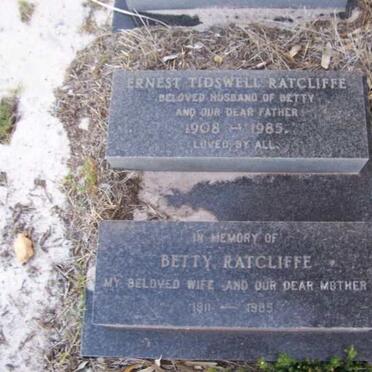 ERNEST TIDSWELL RATCLIFFE
BELOVED HUSBAND OF BETTY
AND OUR DEAR FATHER
1908 — 1985.
LOVED BY ALL.
IN MEMORY OF
BETTY RATCLIFFE
MY BELOVED WIFE AND OUR DEAR MOTHER
1911 — 1985